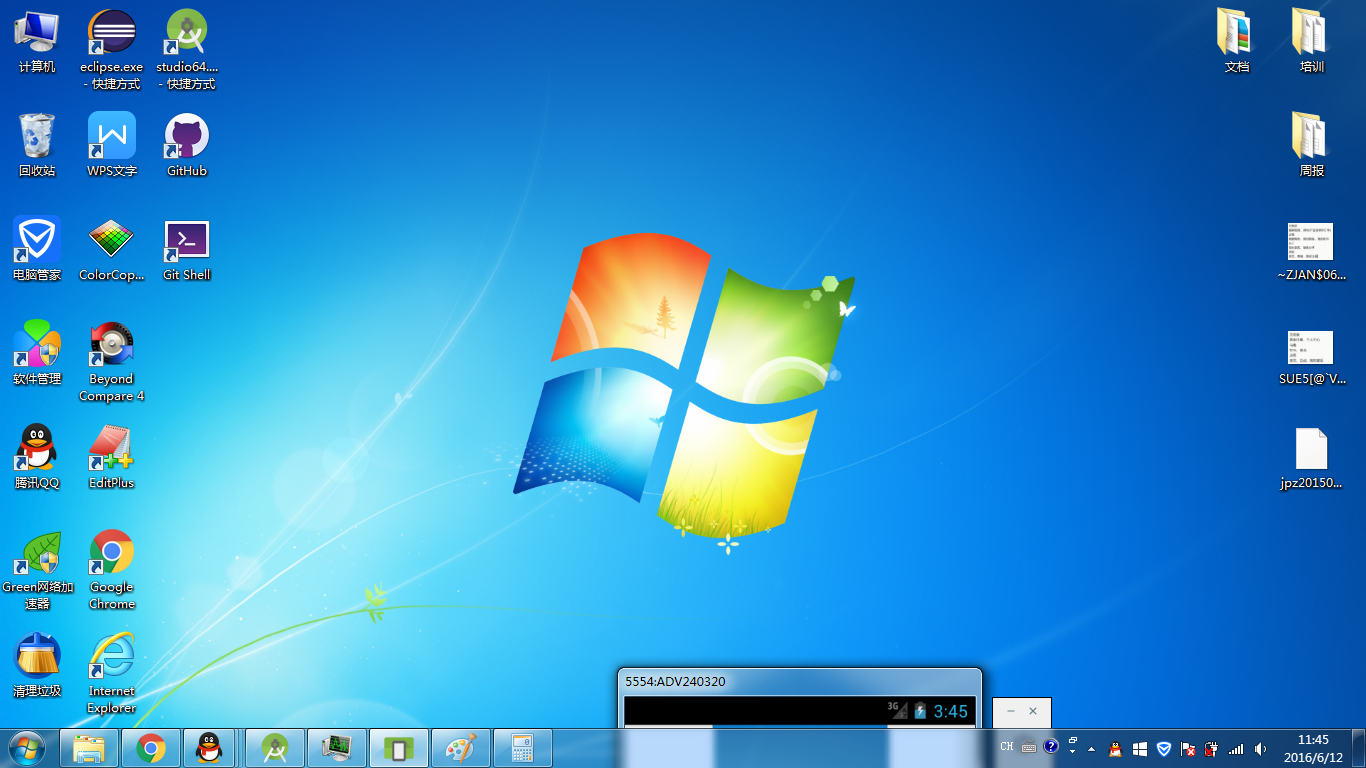 计算机
eclipse.exe
- 快捷方式
studio64....
- 快捷方式
文档
培训
回收站
WPS文字
GitHub
周报
电脑管家
ColorCop...
Git Shell
~ZJAN$06...
软件管理
Beyond
Compare 4
SUE5[@`V...
腾讯QQ
EditPlus
jpz20150...
Green网络加
速器
Google
Chrome
清理垃圾
Internet
Explorer
5554:ADV240320
3G
3:45
CH
11:45
2016/6/12